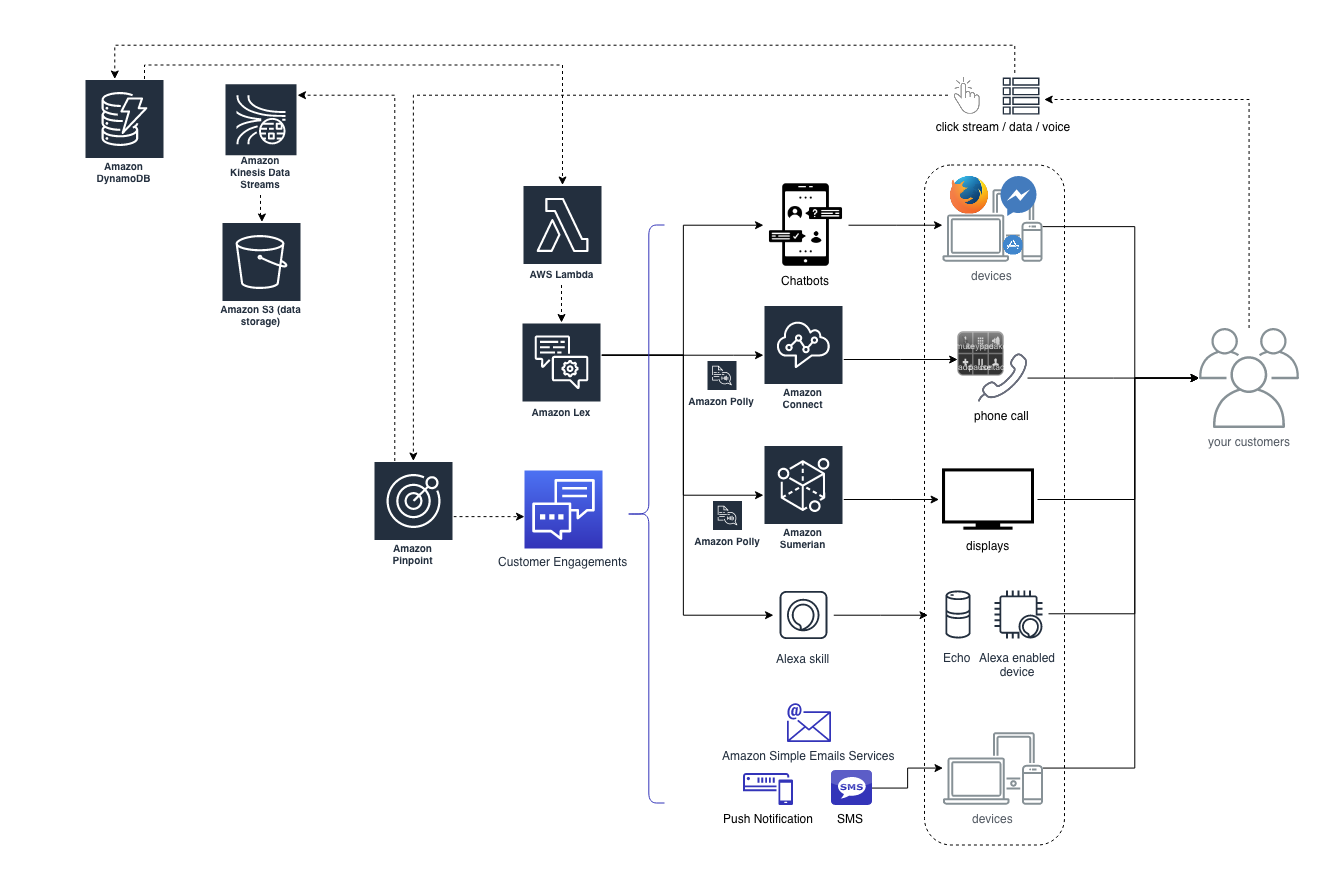 click stream / data / voice
Amazon
DynamoDB
Amazon
Kinesis Data
Streams
Amazon S3 (data
storage)
AWS Lambda
Amazon Lex
Amazon
Pinpoint
Customer Engagements
Chatbots
Amazon Polly
Amazon
Connect
Amazon Polly
Amazon
Sumerian
Alexa skill
Amazon Simple Emails Services
@
Push Notification
SMS
SMS
devices
phone call
displays
Echo
Alexa enabled
device
devices
your customers